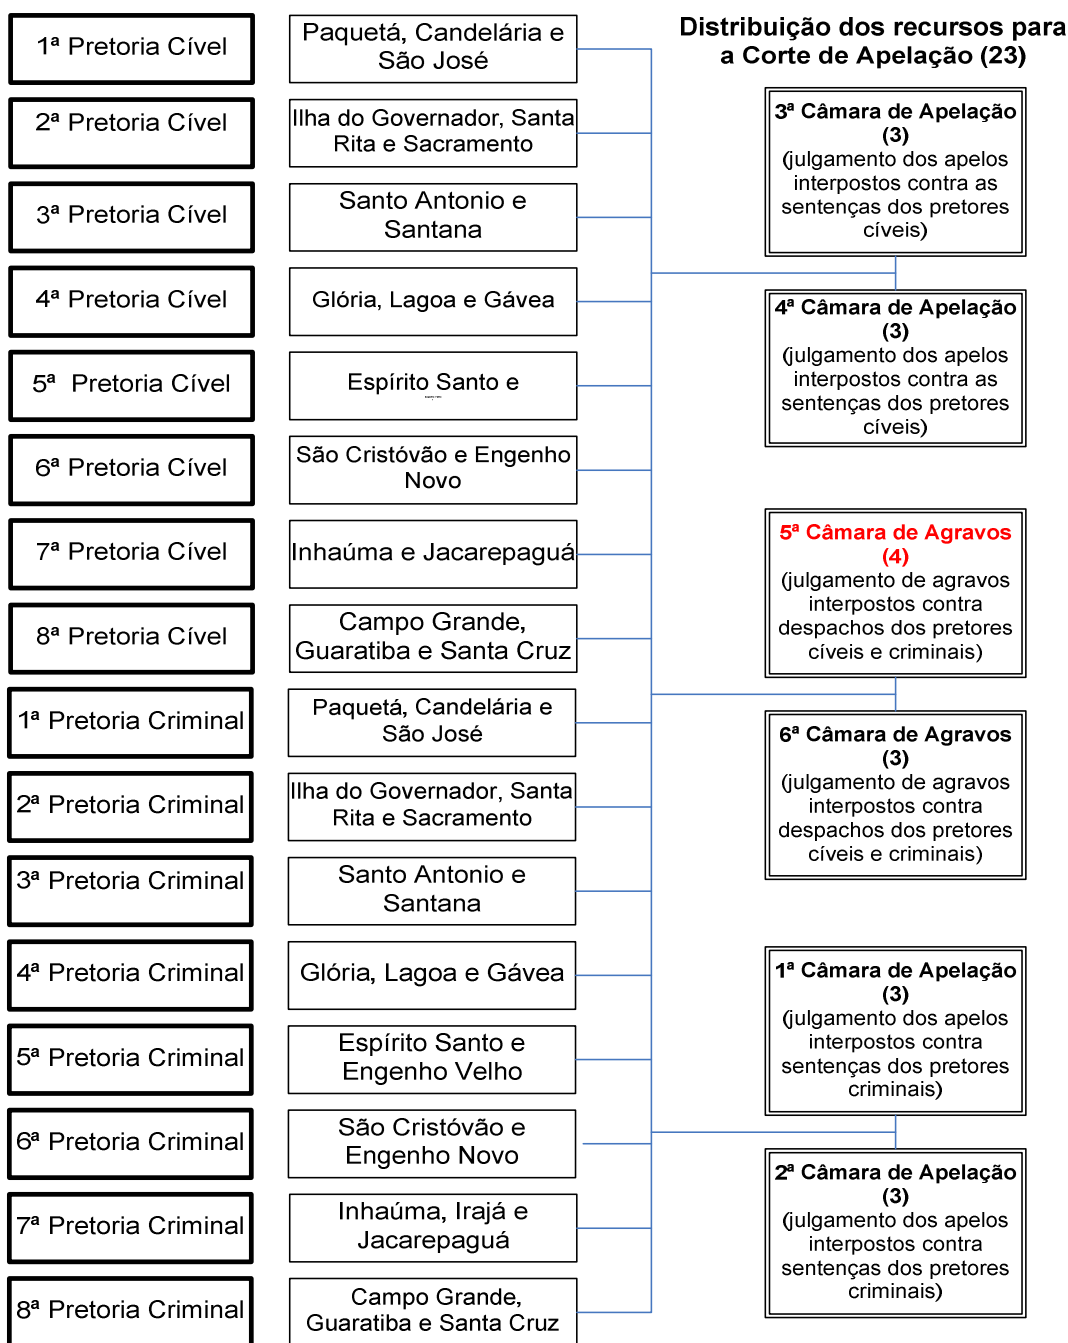 Distribuição dos recursos para
a Corte de Apelação (23)
1ª Pretoria Cível
Paquetá, Candelária e
São José
2ª Pretoria Cível
Ilha do Governador, Santa
Rita e Sacramento
3ª Pretoria Cível
Santo Antonio e
Santana
4ª Pretoria Cível
Glória, Lagoa e Gávea
5ª Pretoria Cível
Espírito Santo e
6ª Pretoria Cível
São Cristóvão e Engenho
Novo
7ª Pretoria Cível
Inhaúma e Jacarepaguá
8ª Pretoria Cível
Campo Grande,
Guaratiba e Santa Cruz
1ª Pretoria Criminal
Paquetá, Candelária e
São José
2ª Pretoria Criminal
Ilha do Governador, Santa
Rita e Sacramento
3ª Pretoria Criminal
Santo Antonio e
Santana
4ª Pretoria Criminal
Glória, Lagoa e Gávea
5ª Pretoria Criminal
Espírito Santo e
Engenho Velho
6ª Pretoria Criminal
São Cristóvão e
Engenho Novo
7ª Pretoria Criminal
Inhaúma, Irajá e
Jacarepaguá
8ª Pretoria Criminal
Campo Grande,
Guaratiba e Santa Cruz
3ª Câmara de Apelação
(3)
(julgamento dos apelos
interpostos contra as
sentenças dos pretores
cíveis)
4ª Câmara de Apelação
(3)
(julgamento dos apelos
interpostos contra as
sentenças dos pretores
cíveis)
5ª Câmara de Agravos
(4)
(julgamento de agravos
interpostos contra
despachos dos pretores
cíveis e criminais)
6ª Câmara de Agravos
(3)
(julgamento de agravos
interpostos contra
despachos dos pretores
cíveis e criminais)
1ª Câmara de Apelação
(3)
(julgamento dos apelos
interpostos contra
sentenças dos pretores
criminais)
2ª Câmara de Apelação
(3)
(julgamento dos apelos
interpostos contra
sentenças dos pretores
criminais)